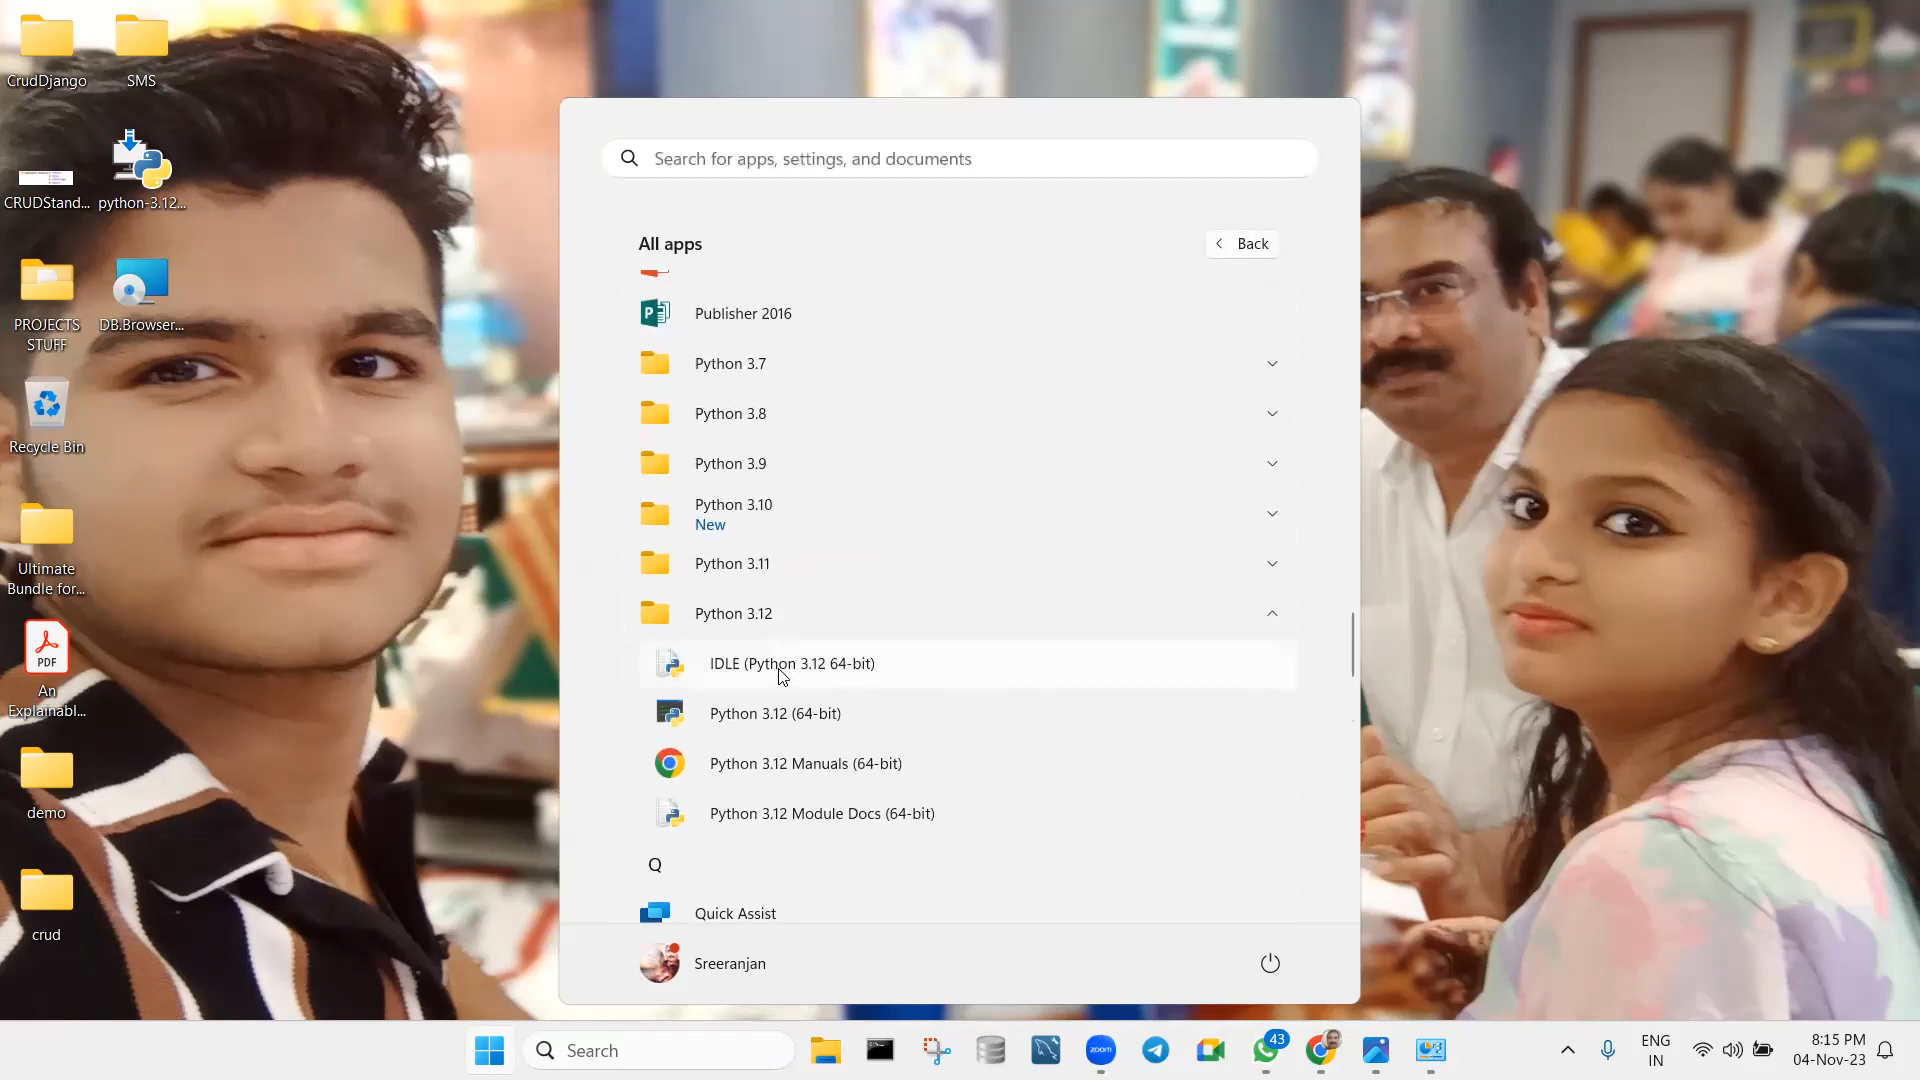 CrudDjango
SMS
CRUDStand...
python-3.12...
PROJECTS
STUFF
DB.Browser...
Recycle Bin
Ultimate
Bundle for...
PDF
An
Explainabl...
demo
crud
Search for apps, settings, and documents
All apps
Back
Publisher 2016
Python 3.7
Python 3.8
Python 3.9
Python 3.10
New
Python 3.11
Python 3.12
IDLE (Python 3.12 64-bit)
Python 3.12 (64-bit)
Python 3.12 Manuals (64-bit)
Python 3.12 Module Docs (64-bit)
Q
Quick Assist
Sreeranjan
Search
zoom
43
ENG
IN
8:15 PM
04-Nov-23